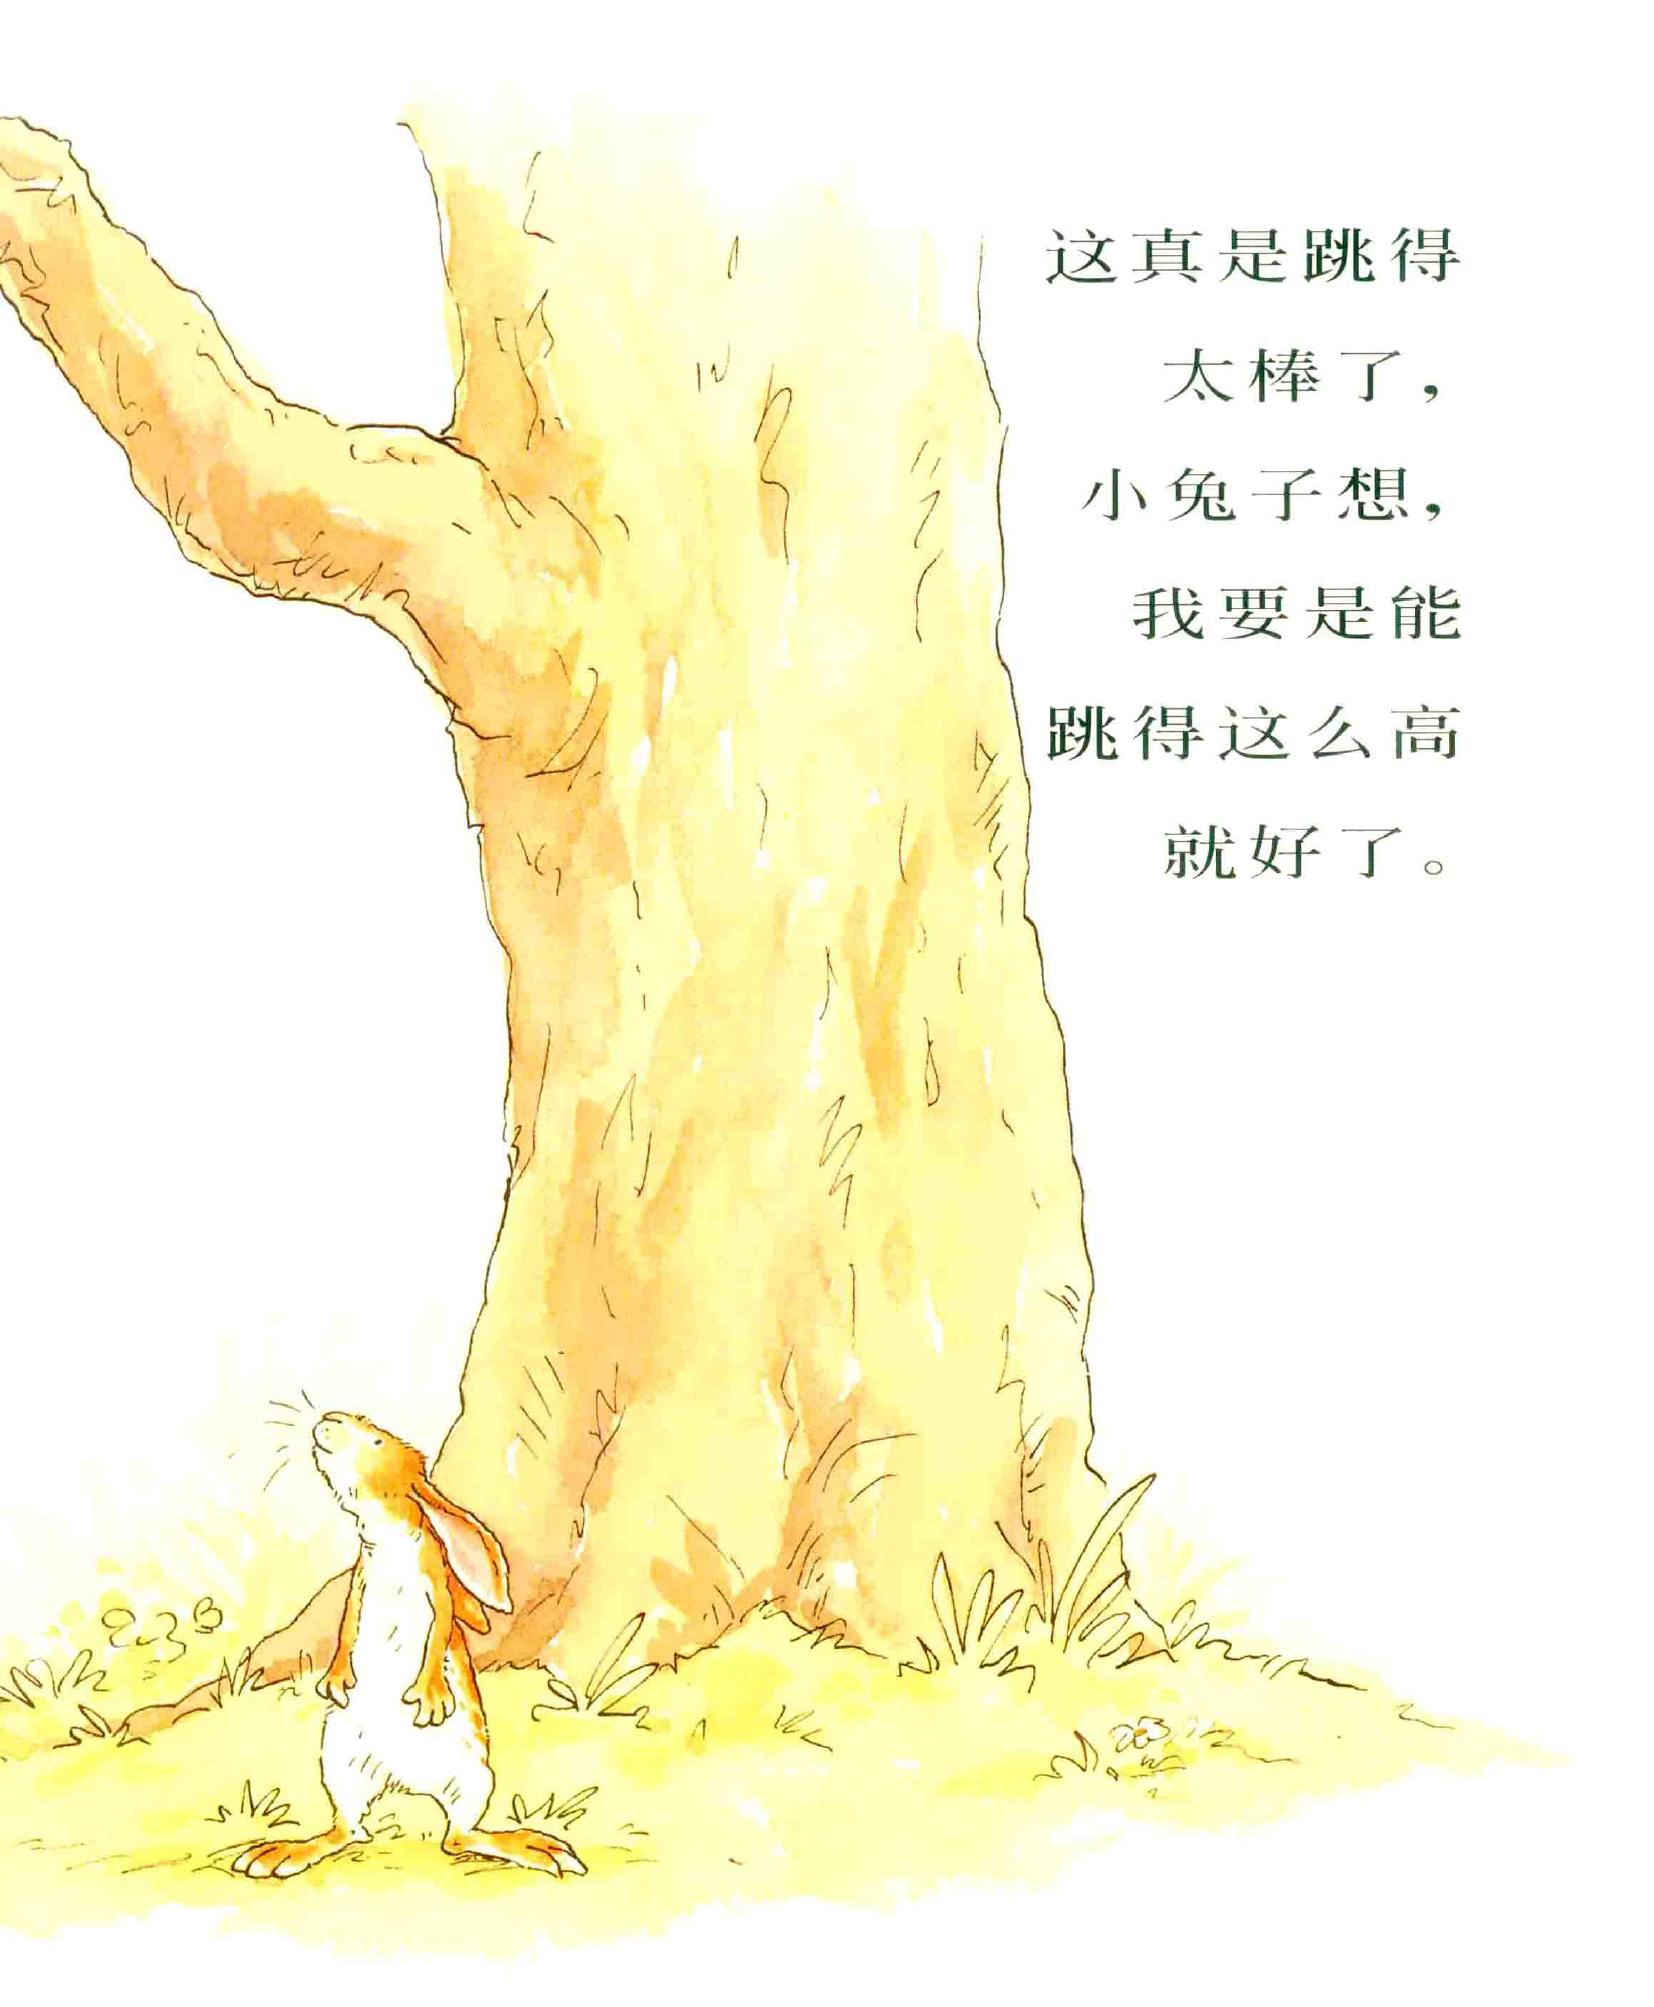 这真是跳得
太棒了，
小兔子想，
我要是能
跳得这么高
就好了。